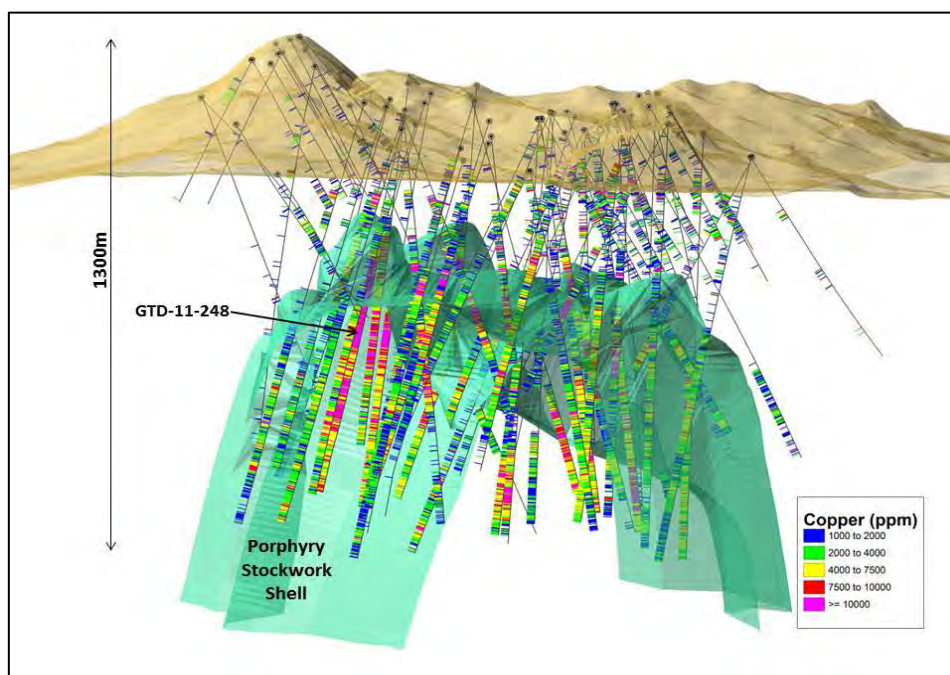 1300m
GTD-11-248
Porphyry
Stockwork
Shell
Copper (ppm)
1000 to 2000
2000 to 4000
4000 to 7500
7500 to 10000
>= 10000